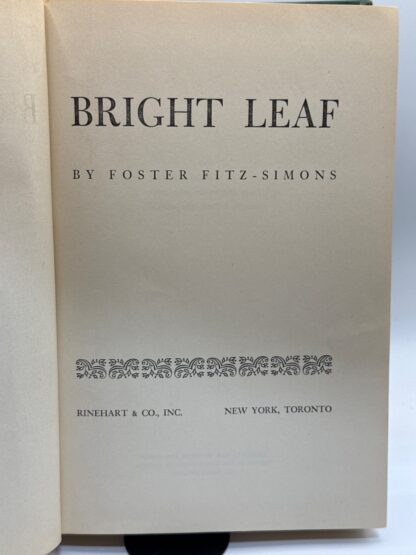 BRIGHT LEAF
BY FOSTER FITZ-SIMONS
RINEHART & CO., INC. NEW YORK, TORONTO